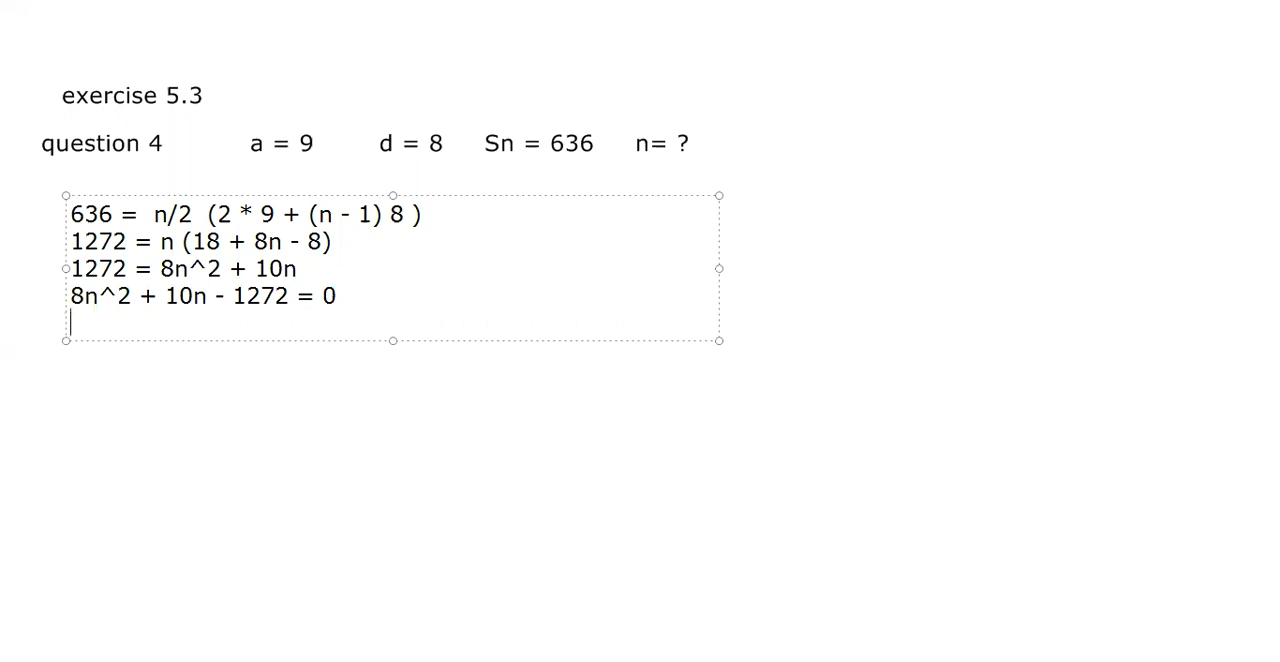 exercise 5.3
question 4 a = 9 d = 8 Sn = 636 n= ?
636 = n/2 (2 * 9 + (n - 1) 8 )
1272 = n (18 + 8n - 8)
1272 = 8n^2 + 10n
8n^2 + 10n - 1272 = 0